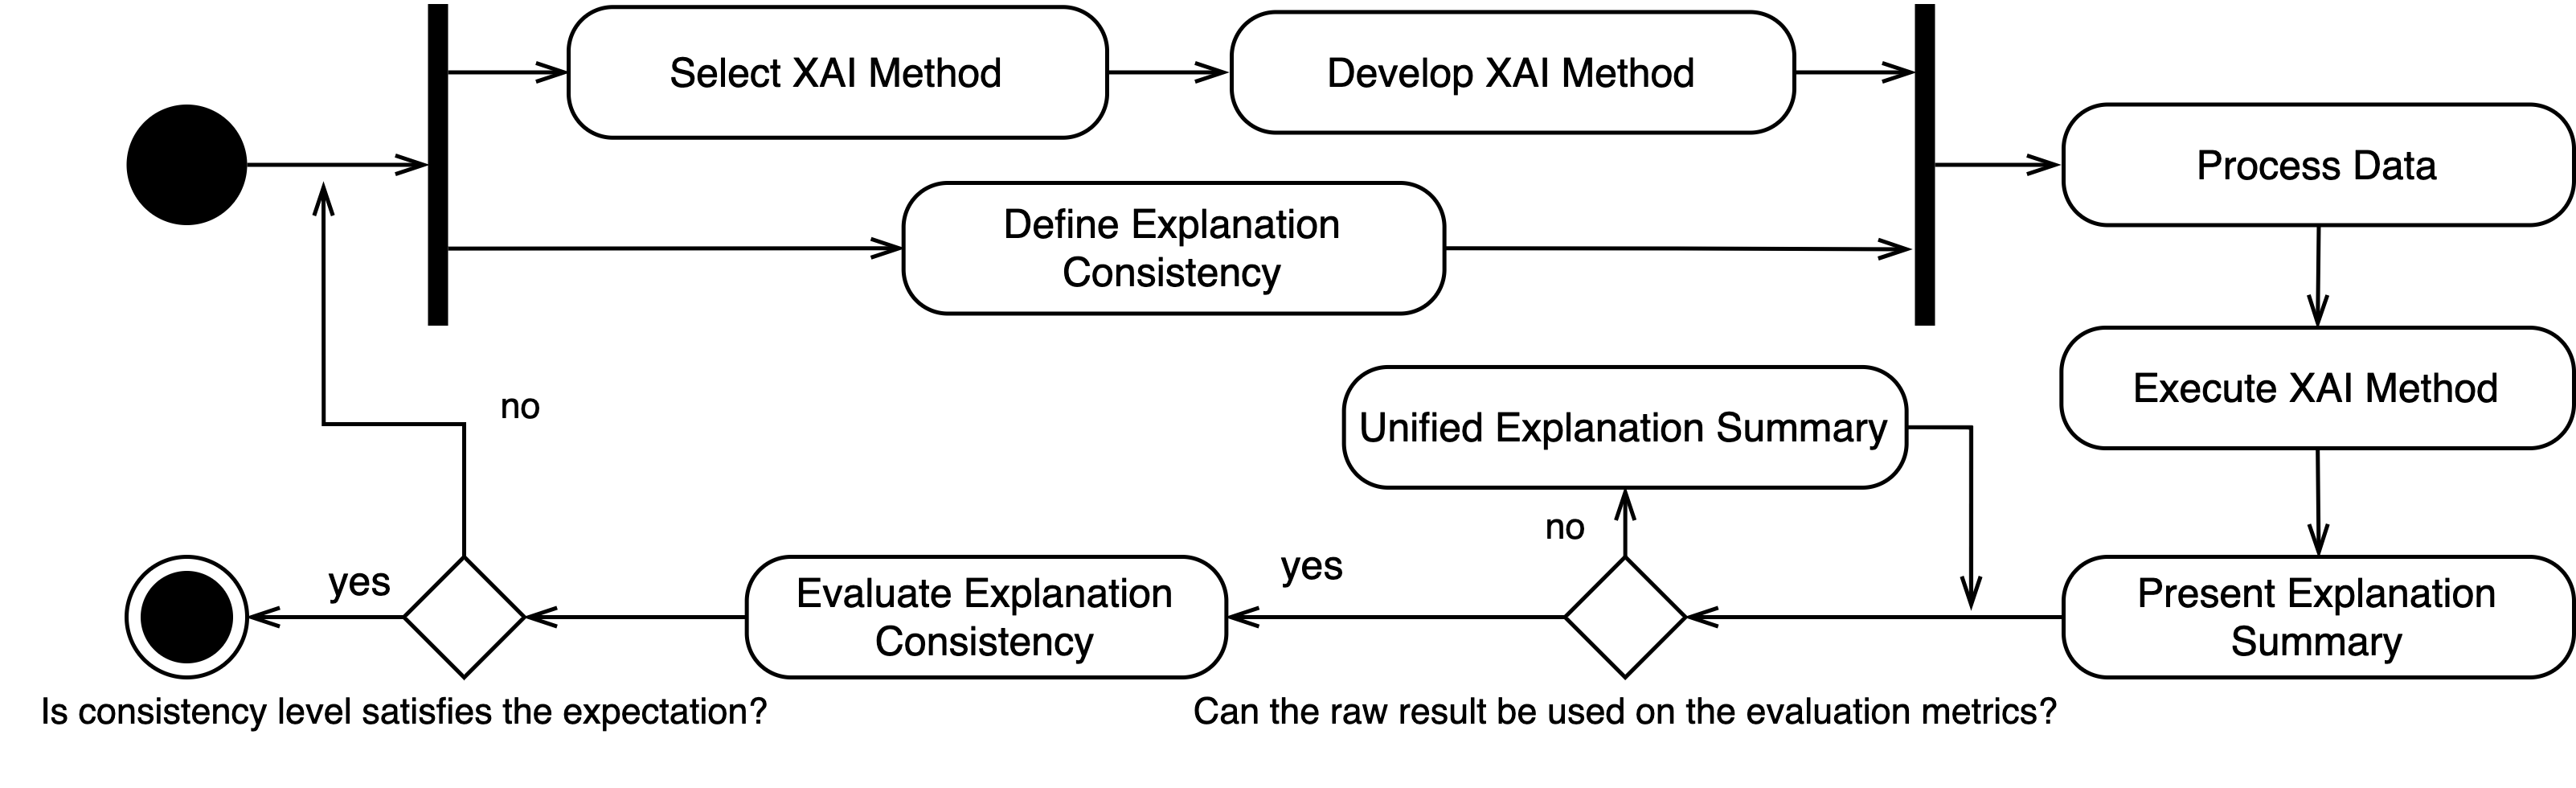 Select XAI Method
Develop XAI Method
Process Data
Define Explanation
Consistency
Execute XAI Method
no
Unified Explanation Summary
no
yes
yes
Evaluate Explanation
Consistency
Present Explanation
Summary
Is consistency level satisfies the expectation?
Can the raw result be used on the evaluation metrics?